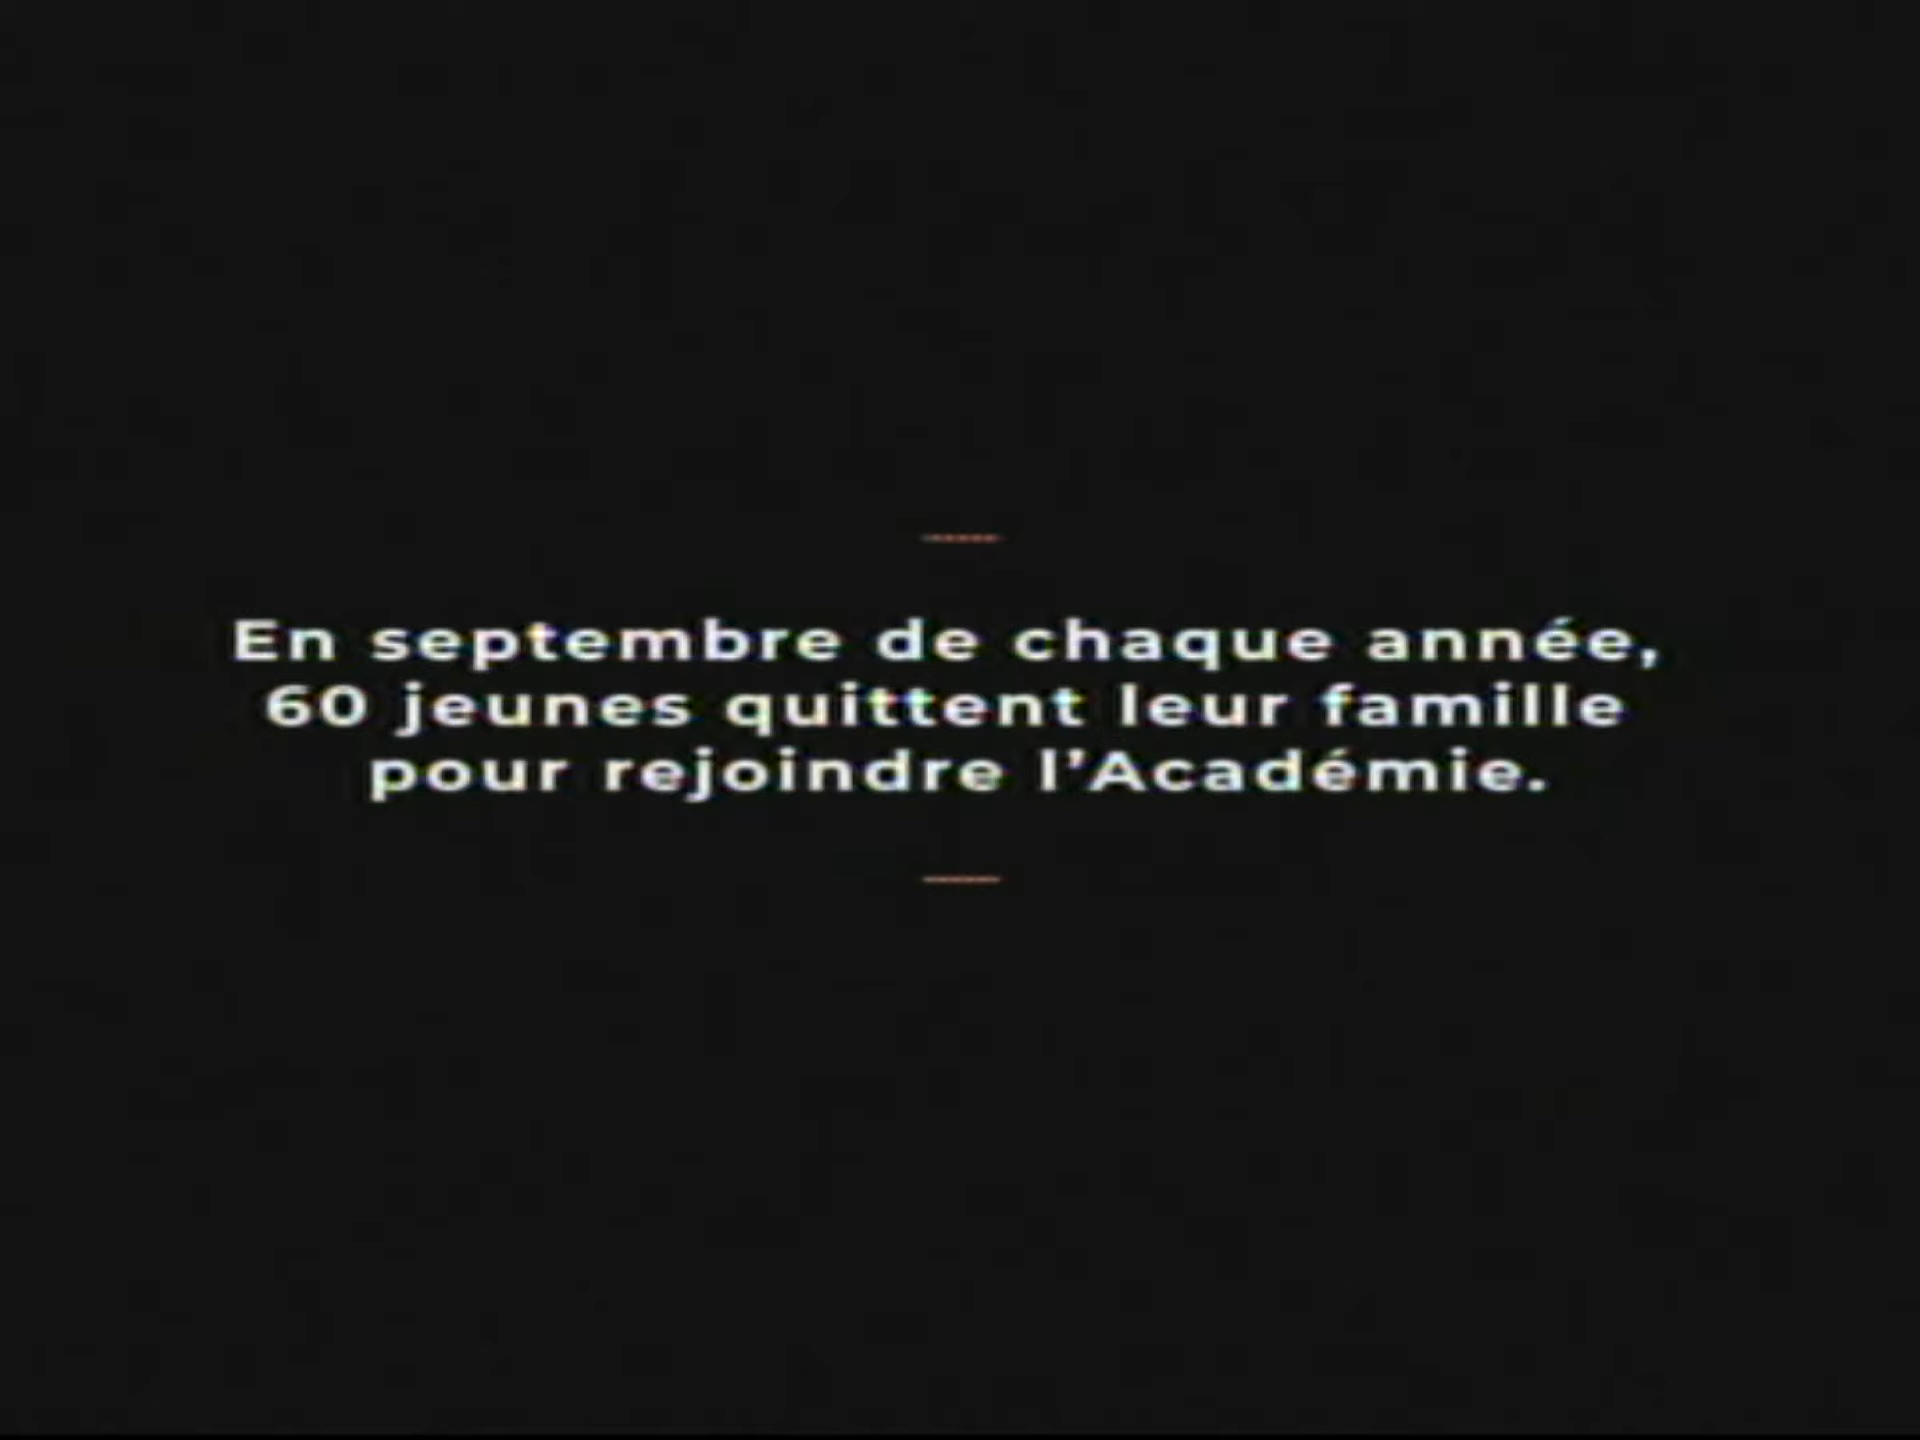 En septembre de chaque année,
60 jeunes quittent leur famille
pour rejoindre l’Académie.